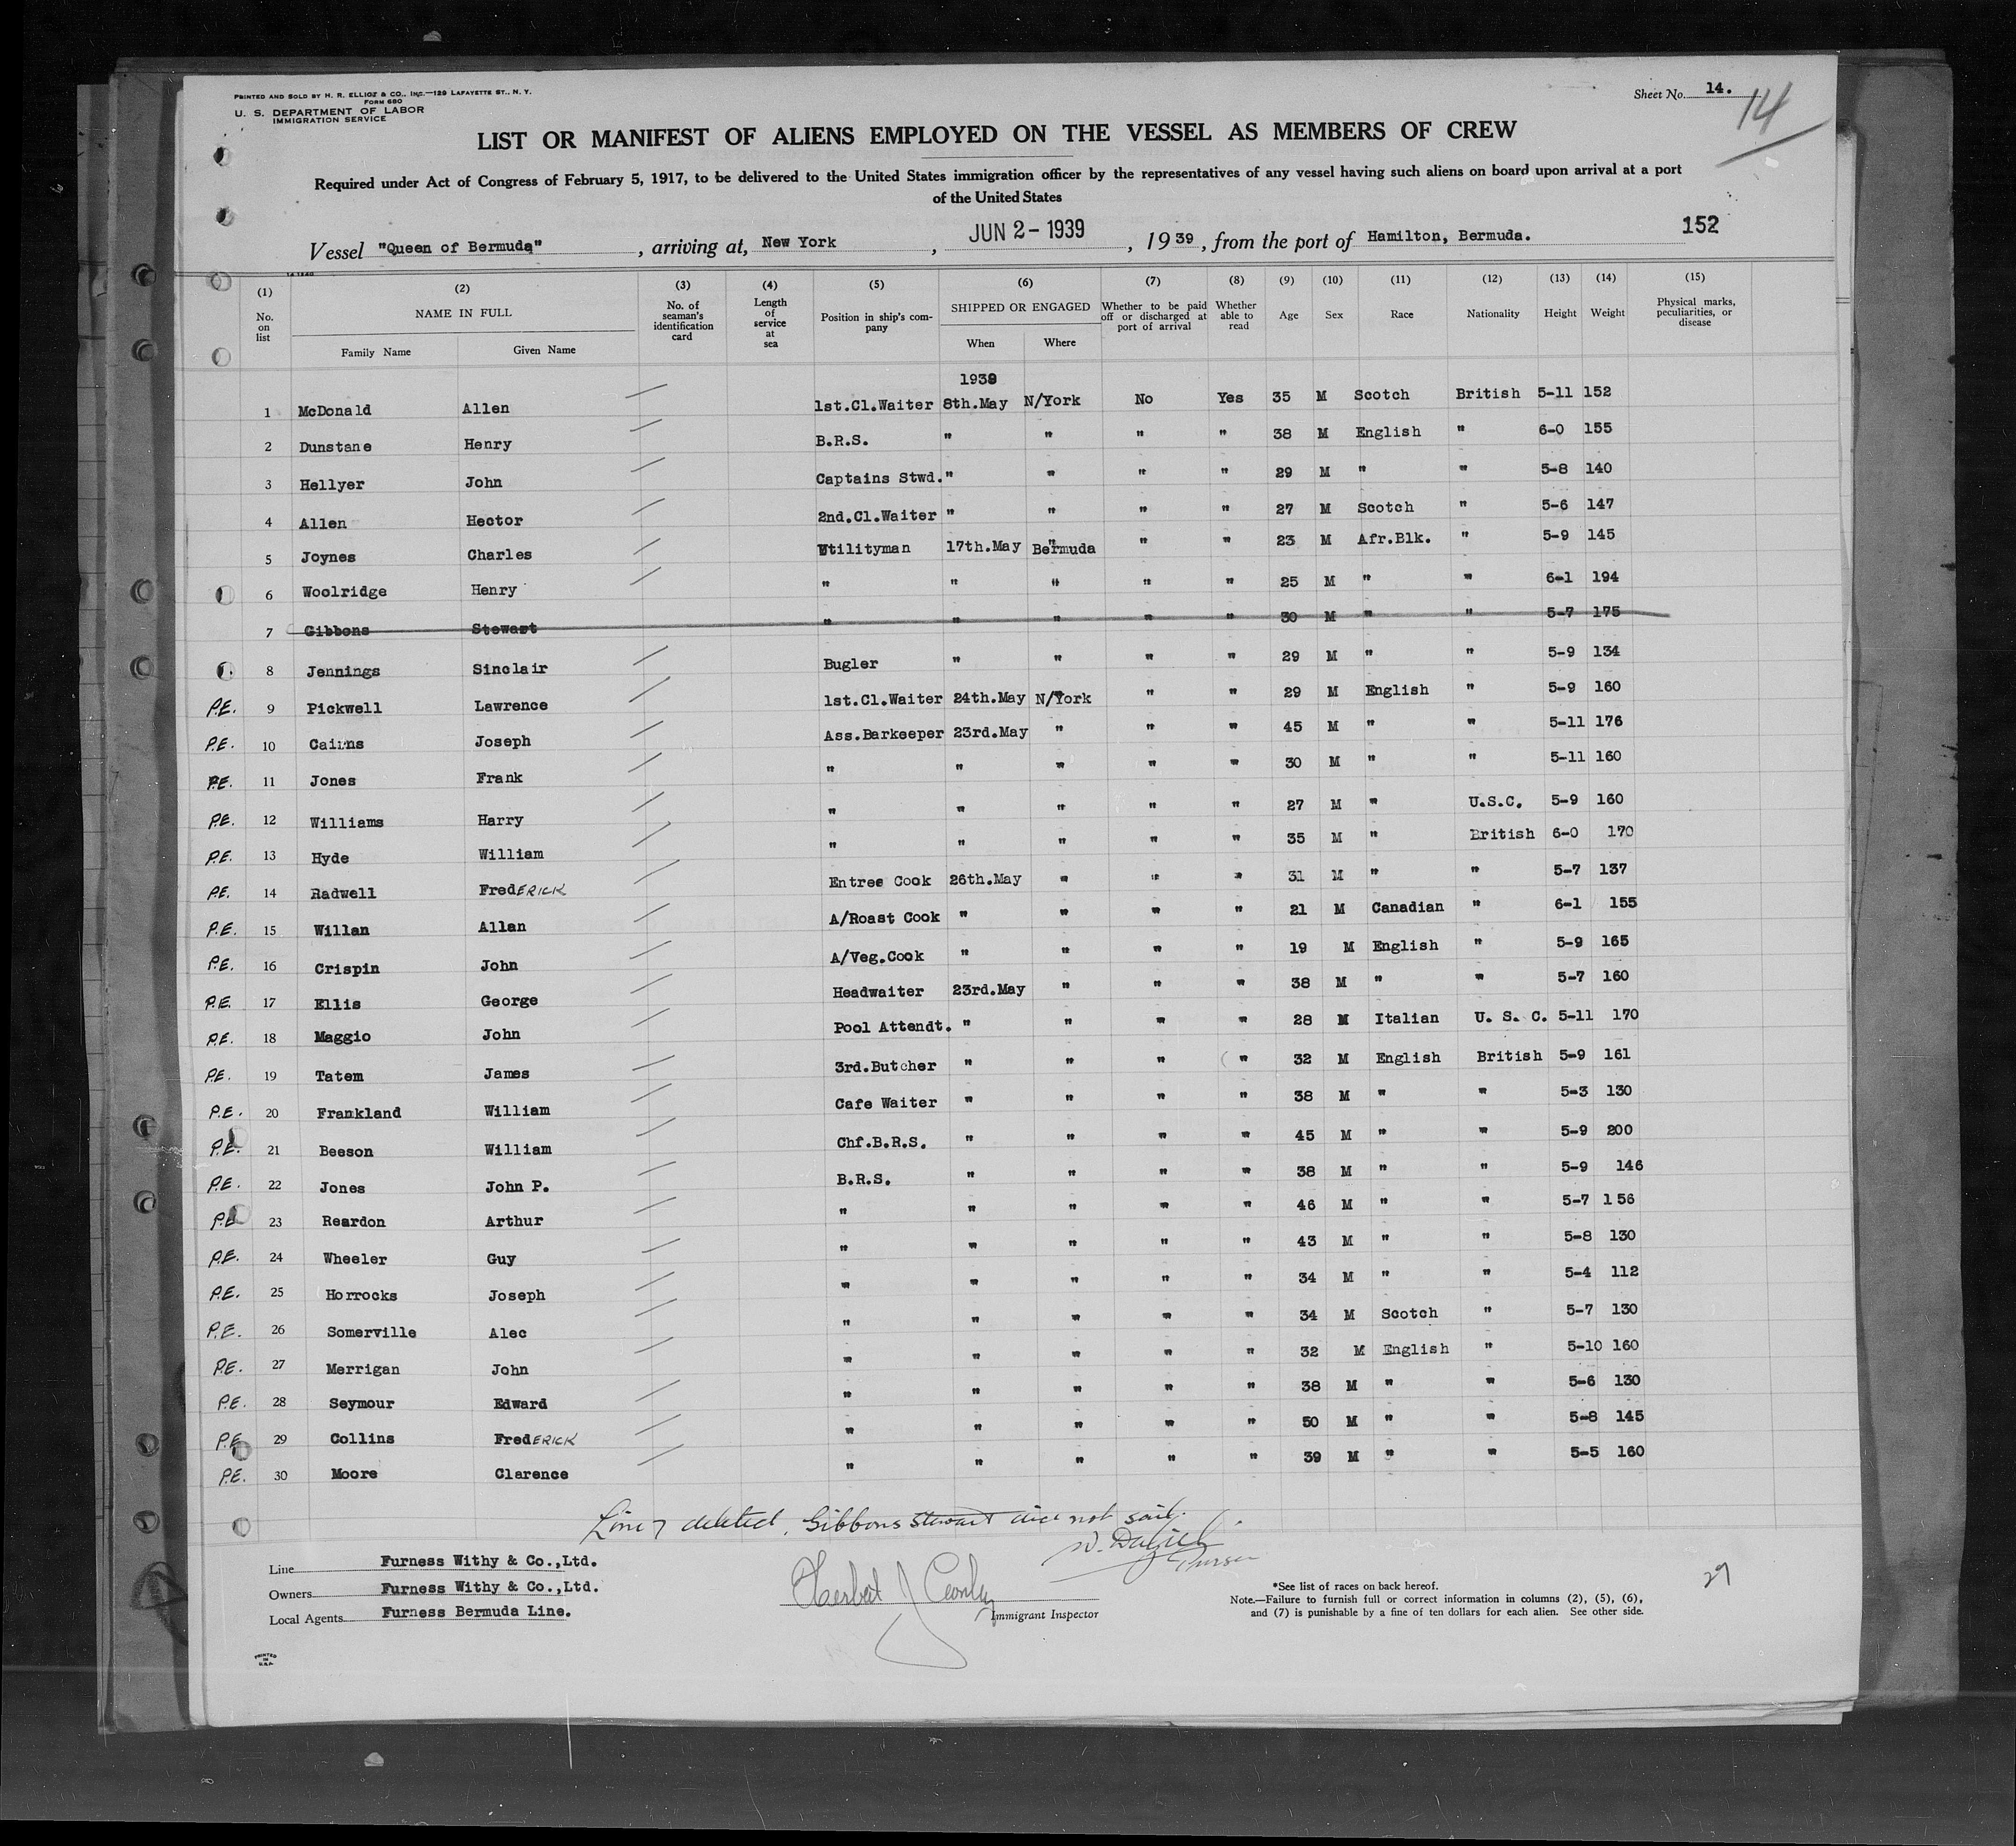 PRINTED AND SOLD BY H. R. ELLIOT & CO., INC.—129 LAFAYETTE ST., N. Y.
FORM 680
U. S. DEPARTMENT OF LABOR
IMMIGRATION SERVICE
Sheet No. 14.
14
LIST OR MANIFEST OF ALIENS EMPLOYED ON THE VESSEL AS MEMBERS OF CREW
Required under Act of Congress of February 5, 1917, to be delivered to the United States immigration officer by the representatives of any vessel having such aliens on board upon arrival at a port
of the United States
152
Vessel "Queen of Bermuda", arriving at, New York, JUN 2 - 1939, 1939, from the port of Hamilton, Bermuda.
(1) No. on list (2) NAME IN FULL Family Name Given Name (3) No. of seaman's identification card (4) Length of service at sea (5) Position in ship's company (6) SHIPPED OR ENGAGED When Where (7) Whether to be paid off or discharged at port of arrival (8) Whether able to read (9) Age (10) Sex (11) Race (12) Nationality (13) Height (14) Weight (15) Physical marks, peculiarities, or disease
1939
1 McDonald Allen 1st.Cl.Waiter 8th.May N/York No Yes 35 M Scotch British 5-11 152
2 Dunstane Henry B.R.S. " " " " 38 M English " 6-0 155
3 Hellyer John Captains Stwd. " " " " 29 M " " 5-8 140
4 Allen Hector 2nd.Cl.Waiter " " " " 27 M Scotch " 5-6 147
5 Joynes Charles Utilityman 17th.May Bermuda " " 23 M Afr.Blk. " 5-9 145
6 Woolridge Henry " " " " " 25 M " " 6-1 194
7 Gibbons Stewart " " " " " 30 M " " 5-7 175
8 Jennings Sinclair Bugler " " " " 29 M " " 5-9 134
P.E. 9 Pickwell Lawrence 1st.Cl.Waiter 24th.May N/York " " 29 M English " 5-9 160
P.E. 10 Cairns Joseph Ass.Barkeeper 23rd.May " " " 45 M " " 5-11 176
P.E. 11 Jones Frank " " " " " 30 M " " 5-11 160
P.E. 12 Williams Harry " " " " " 27 M " U.S.C. 5-9 160
P.E. 13 Hyde William " " " " " 35 M " British 6-0 170
P.E. 14 Radwell FredERICK Entree Cook 26th.May " " " 31 M " " 5-7 137
P.E. 15 Willan Allan A/Roast Cook " " " " 21 M Canadian " 6-1 155
P.E. 16 Crispin John A/Veg.Cook " " " " 19 M English " 5-9 165
P.E. 17 Ellis George Headwaiter 23rd.May " " " 38 M " " 5-7 160
P.E. 18 Maggio John Pool Attendt. " " " " 28 M Italian U. S. C. 5-11 170
P.E. 19 Tatem James 3rd.Butcher " " " " 32 M English British 5-9 161
P.E. 20 Frankland William Cafe Waiter " " " " 38 M " " 5-3 130
P.E. 21 Beeson William Chf.B.R.S. " " " " 45 M " " 5-9 200
P.E. 22 Jones John P. B.R.S. " " " " 38 M " " 5-9 146
P.E. 23 Reardon Arthur " " " " " 46 M " " 5-7 156
P.E. 24 Wheeler Guy " " " " " 43 M " " 5-8 130
P.E. 25 Horrocks Joseph " " " " " 34 M " " 5-4 112
P.E. 26 Somerville Alec " " " " " 34 M Scotch " 5-7 130
P.E. 27 Merrigan John " " " " " 32 M English " 5-10 160
P.E. 28 Seymour Edward " " " " " 38 M " " 5-6 130
P.E. 29 Collins FredERICK " " " " " 50 M " " 5-8 145
P.E. 30 Moore Clarence " " " " " 39 M " " 5-5 160
Line 7 deleted, Gibbons Stewart did not sail.
Purser
Line Furness Withy & Co.,Ltd.
Owners Furness Withy & Co.,Ltd.
Local Agents Furness Bermuda Line.
Herbert J
Immigrant Inspector
*See list of races on back hereof.
Note.—Failure to furnish full or correct information in columns (2), (5), (6),
and (7) is punishable by a fine of ten dollars for each alien. See other side.
29
PRINTED
IN
U.S.A.